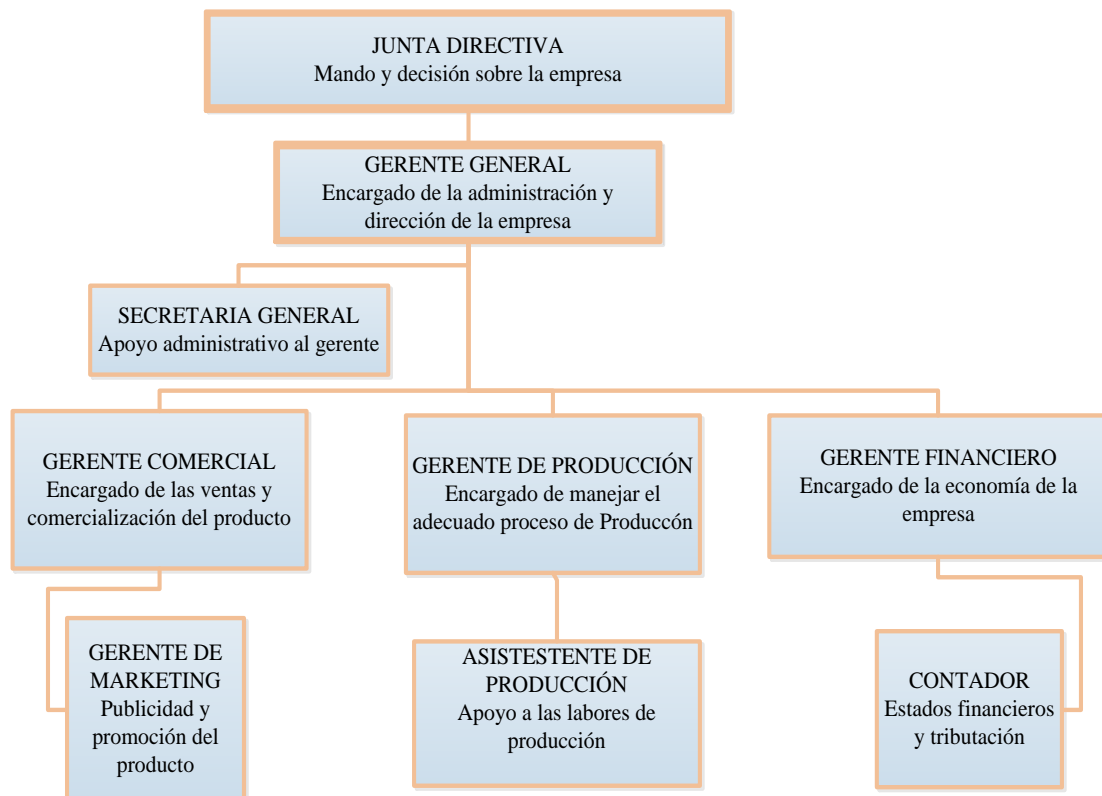 JUNTA DIRECTIVA
Mando y decisión sobre la empresa
GERENTE GENERAL
Encargado de la administración y
dirección de la empresa
SECRETARIA GENERAL
Apoyo administrativo al gerente
GERENTE COMERCIAL
Encargado de las ventas y
comercialización del producto
GERENTE DE PRODUCCIÓN
Encargado de manejar el
adecuado proceso de Produccón
GERENTE FINANCIERO
Encargado de la economía de la
empresa
GERENTE DE
MARKETING
Publicidad y
promoción del
producto
ASISTESTENTE DE
PRODUCCIÓN
Apoyo a las labores de
producción
CONTADOR
Estados financieros
y tributación